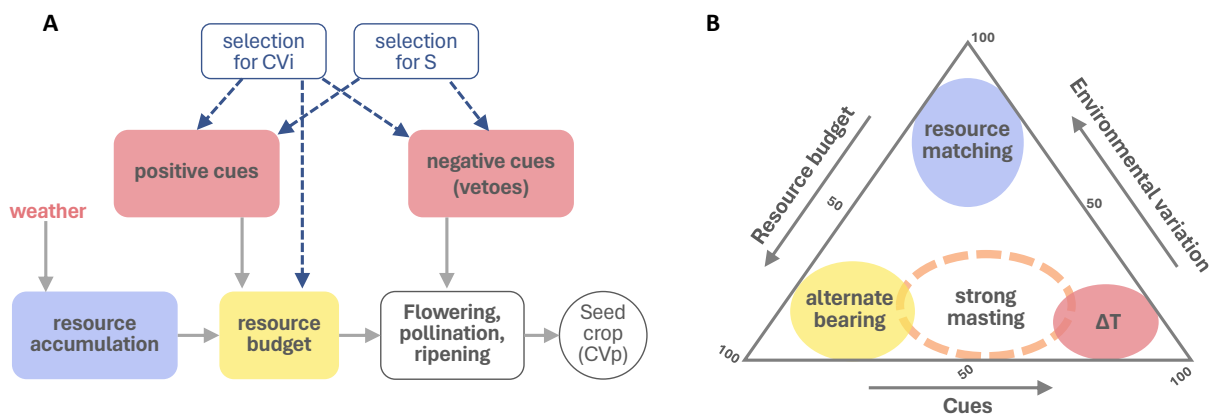 A
selection
for CVi
selection
for S
positive cues
negative cues
(vetoes)
weather
resource
accumulation
resource
budget
Flowering,
pollination,
ripening
Seed
crop
(CVp)
B
100
resource
matching
Resource budget
Environmental variation
50
50
alternate
bearing
strong
masting
ΔT
100
50
100
Cues